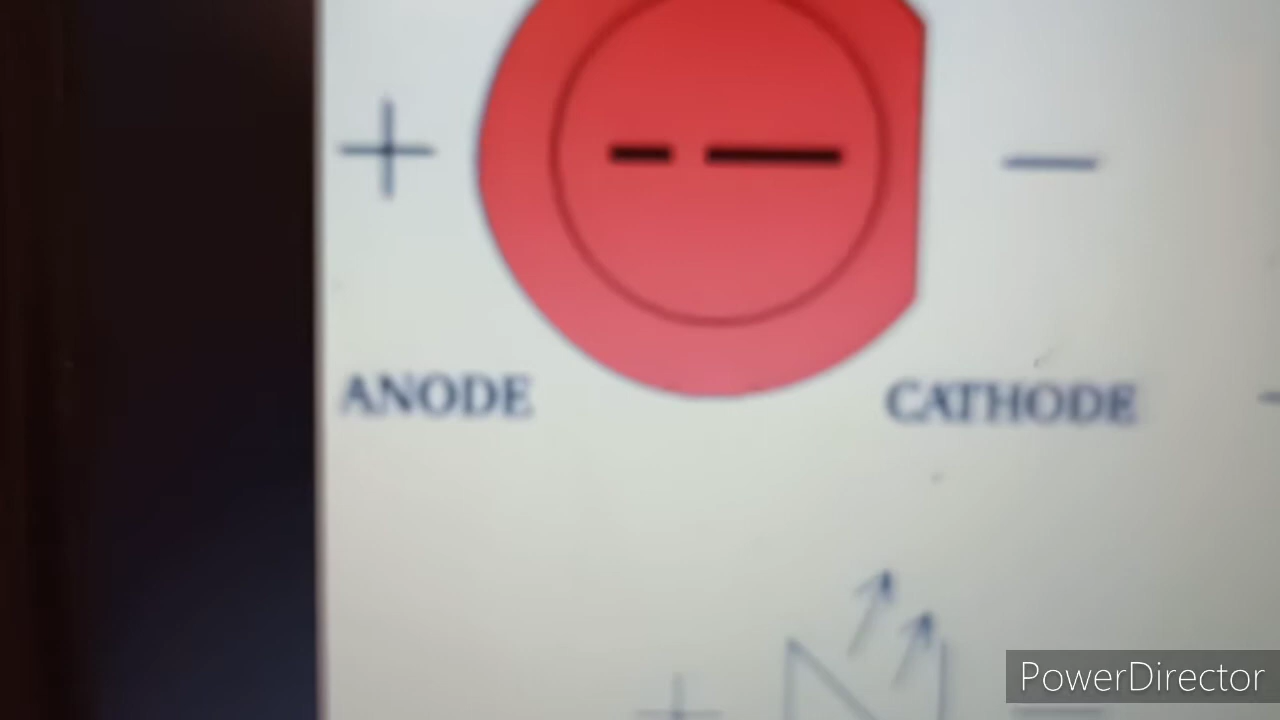 + −
ANODE CATHODE
+ −
PowerDirector